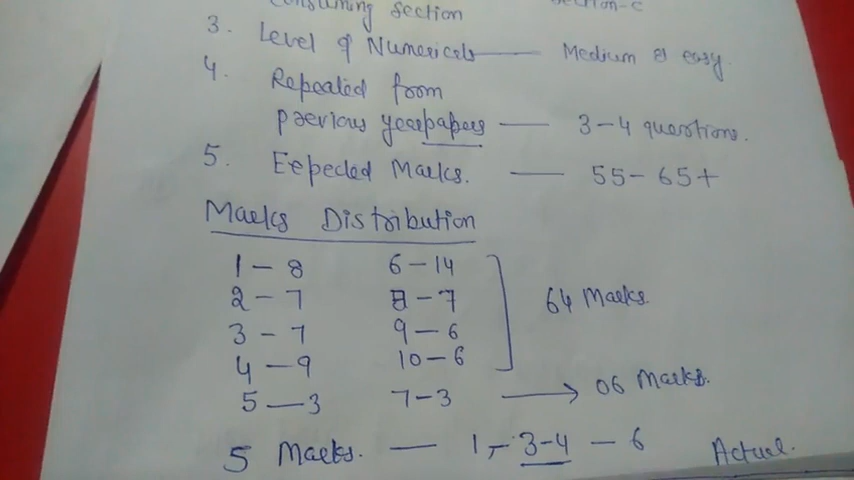 consuming section section-c
3. Level of Numericals — Medium & easy.
4. Repeated from
previous yearpapers — 3-4 questions.
5. Eepected Marks. — 55-65+
Marks Distribution
1 - 8 6 - 14
2 - 7 8 - 7 64 Marks.
3 - 7 9 - 6
4 - 9 10 - 6
5 - 3 7 - 3 → 06 Marks.
5 Marks. — 1, 3-4 - 6 Actual.